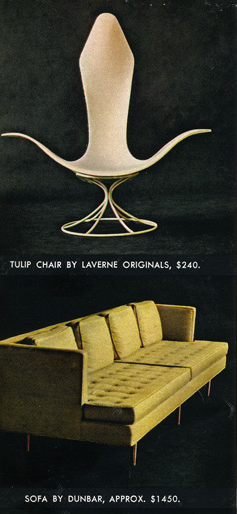 TULIP CHAIR BY LAVERNE ORIGINALS, $240.
SOFA BY DUNBAR, APPROX. $1450.